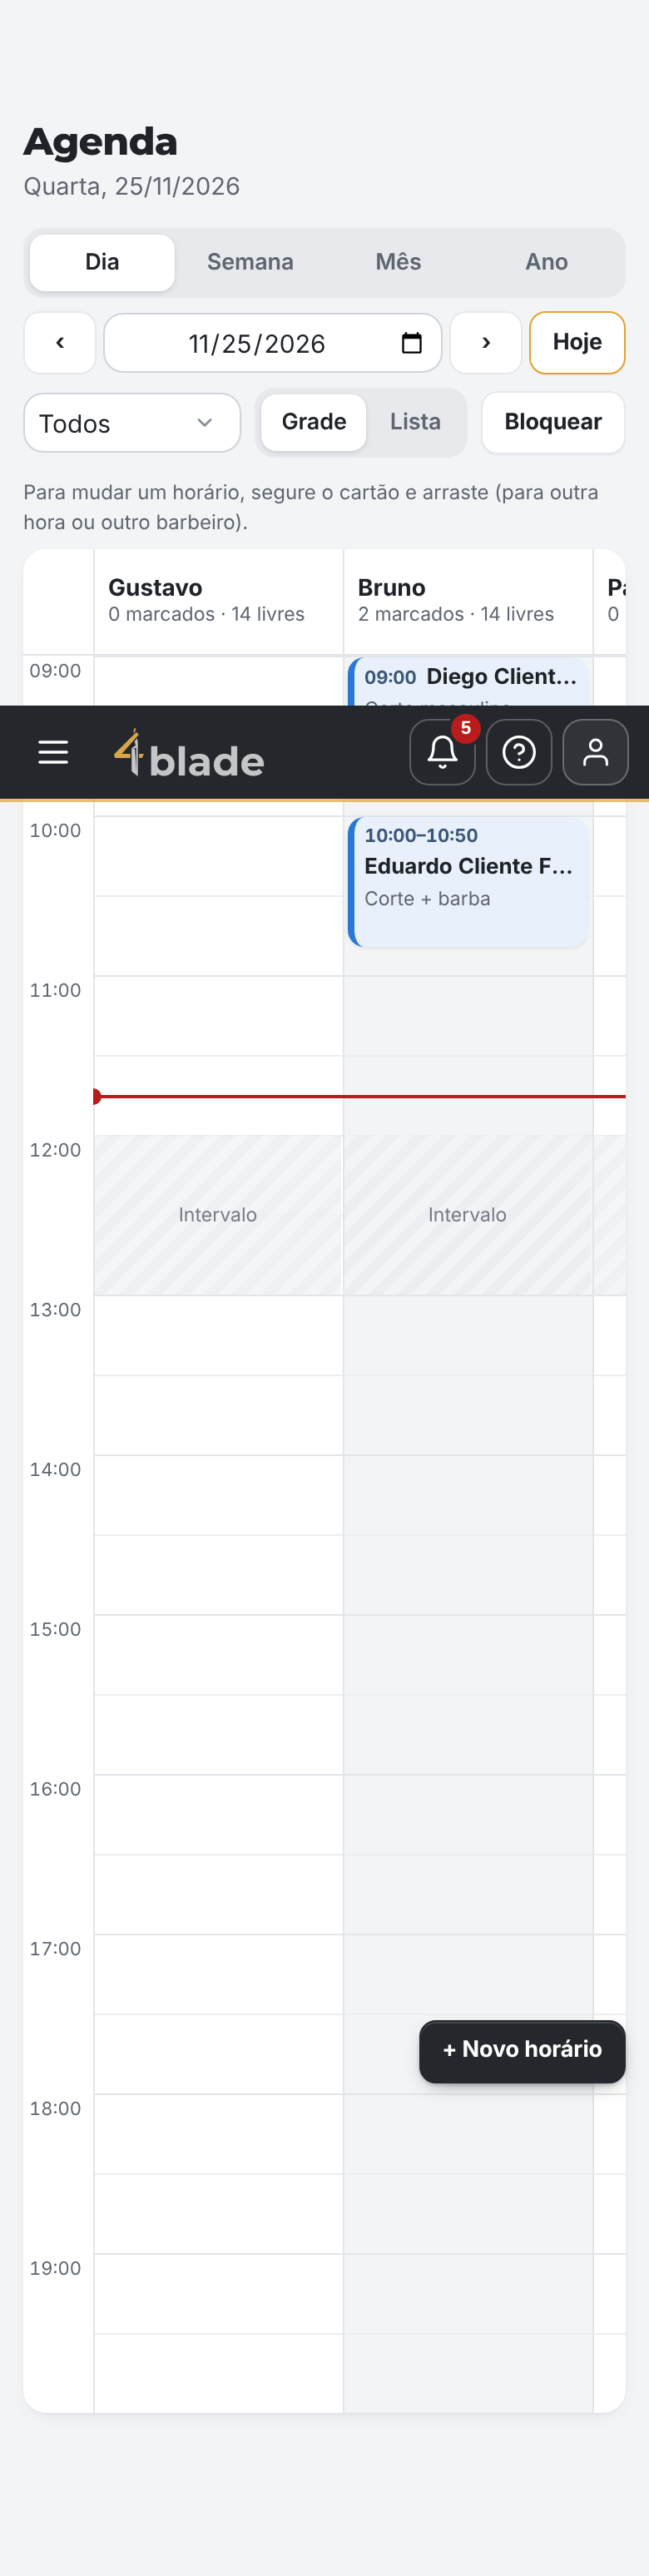 Agenda
Quarta, 25/11/2026
Dia Semana Mês Ano
‹ 11/25/2026 › Hoje
Todos Grade Lista Bloquear
Para mudar um horário, segure o cartão e arraste (para outra
hora ou outro barbeiro).
Gustavo Bruno
0 marcados · 14 livres 2 marcados · 14 livres 0
09:00 09:00 Diego Client...
4blade 5
10:00 10:00–10:50
Eduardo Cliente F...
Corte + barba
11:00
12:00
Intervalo Intervalo
13:00
14:00
15:00
16:00
17:00
+ Novo horário
18:00
19:00